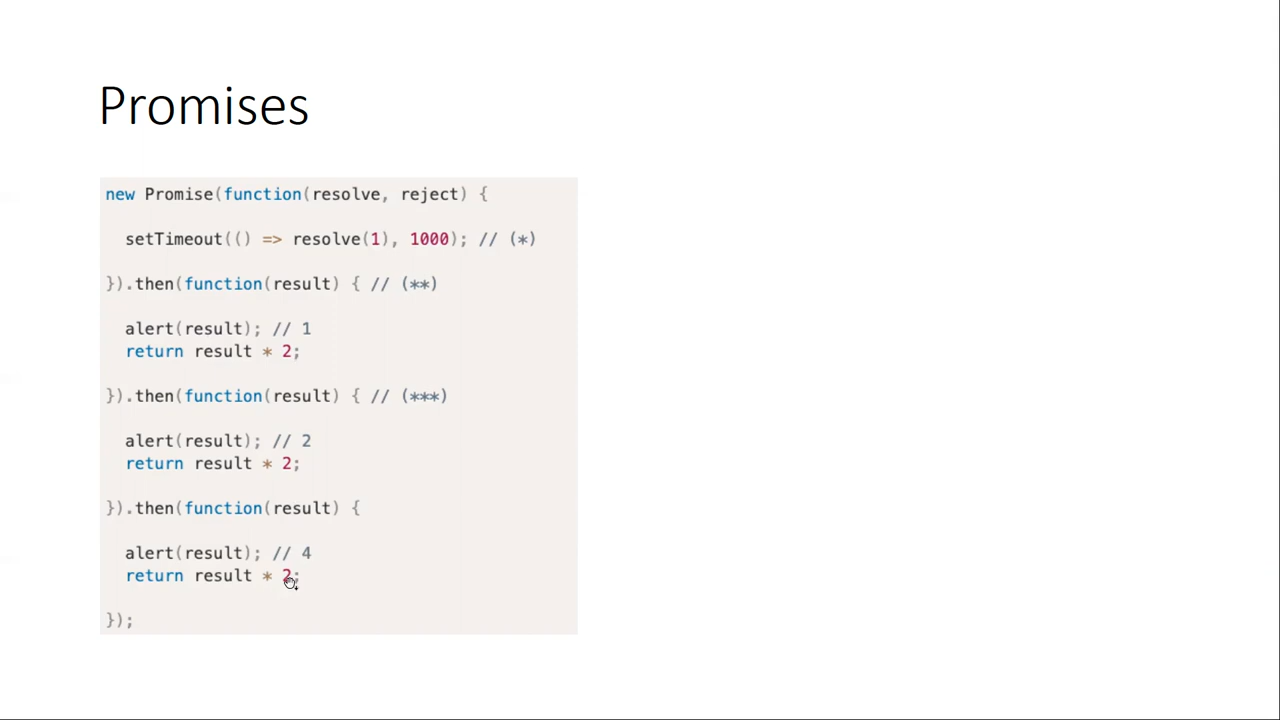 Promises
new Promise(function(resolve, reject) {
setTimeout(() => resolve(1), 1000); // (*)
}).then(function(result) { // (**)
alert(result); // 1
return result * 2;
}).then(function(result) { // (***)
alert(result); // 2
return result * 2;
}).then(function(result) {
alert(result); // 4
return result * 2;
});